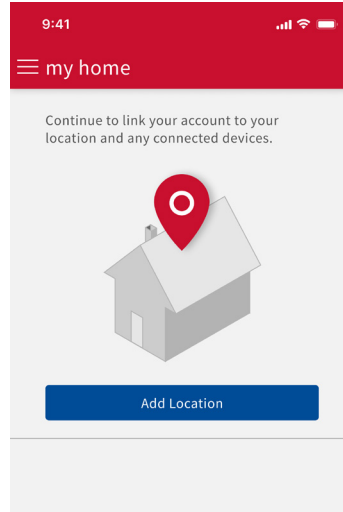 9:41
my home
Continue to link your account to your
location and any connected devices.
Add Location